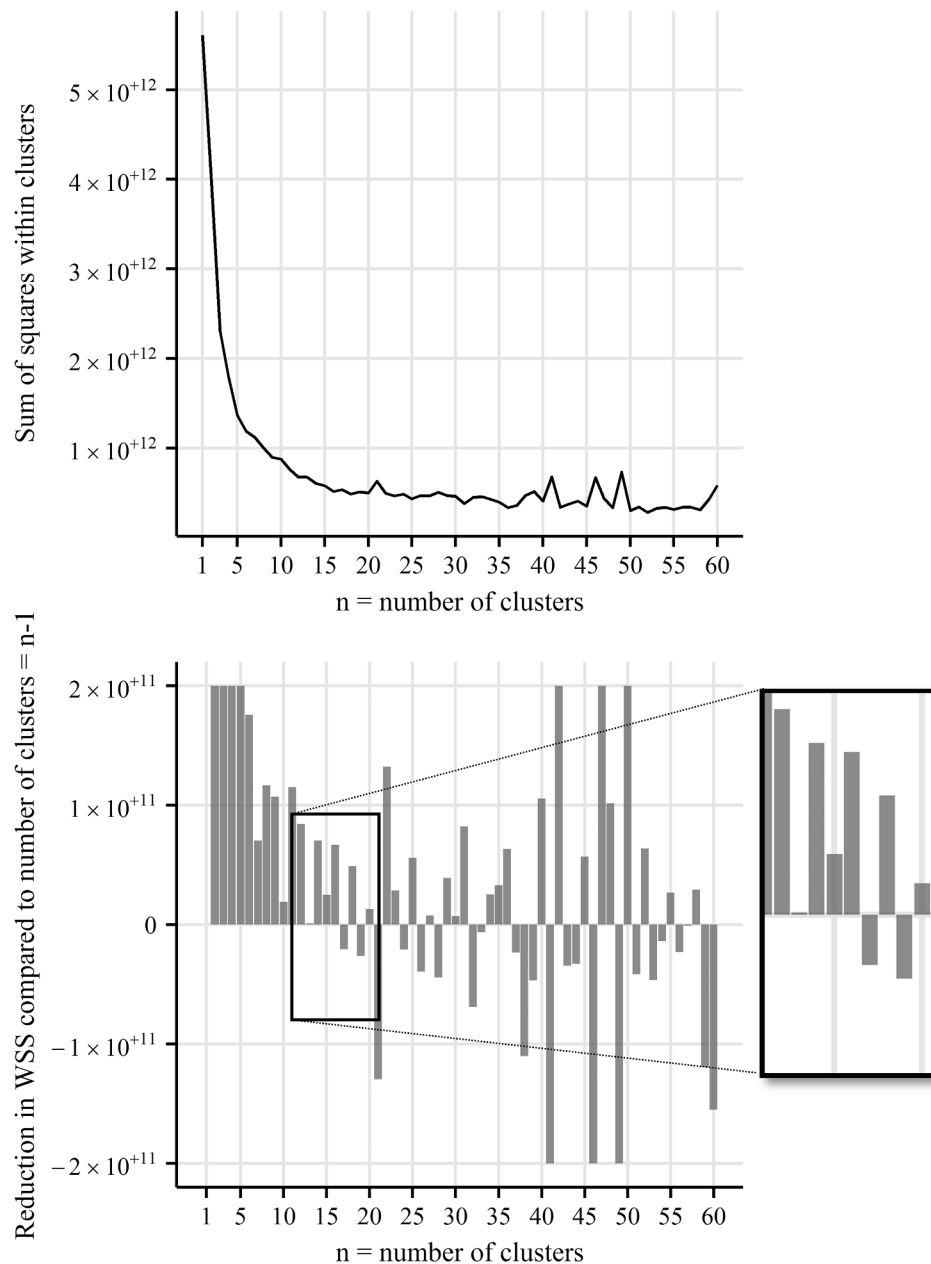 Sum of squares within clusters
5 × 10⁺¹²
4 × 10⁺¹²
3 × 10⁺¹²
2 × 10⁺¹²
1 × 10⁺¹²
1 5 10 15 20 25 30 35 40 45 50 55 60
n = number of clusters
Reduction in WSS compared to number of clusters = n-1
2 × 10⁺¹¹
1 × 10⁺¹¹
0
−1 × 10⁺¹¹
−2 × 10⁺¹¹
1 5 10 15 20 25 30 35 40 45 50 55 60
n = number of clusters